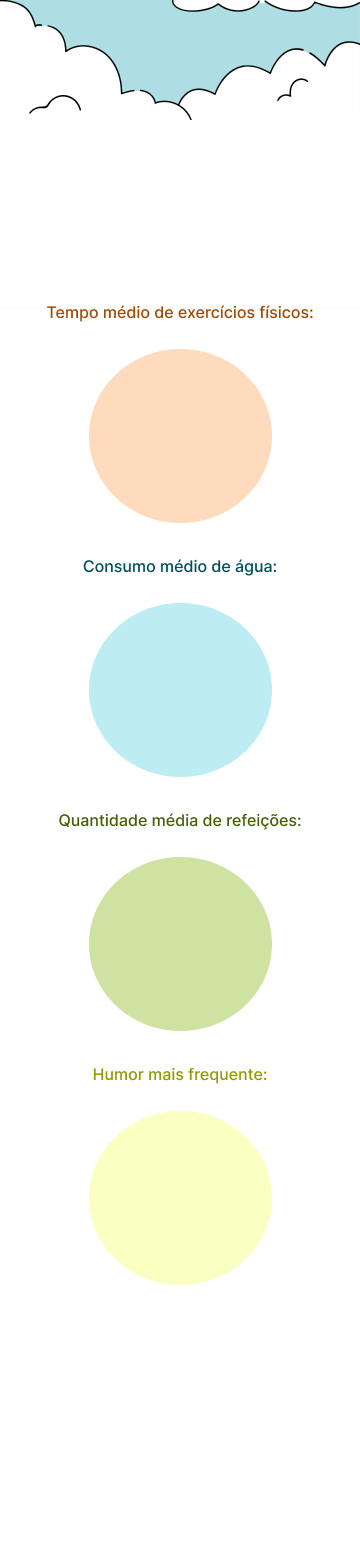 Tempo médio de exercícios físicos:
Consumo médio de água:
Quantidade média de refeições:
Humor mais frequente: